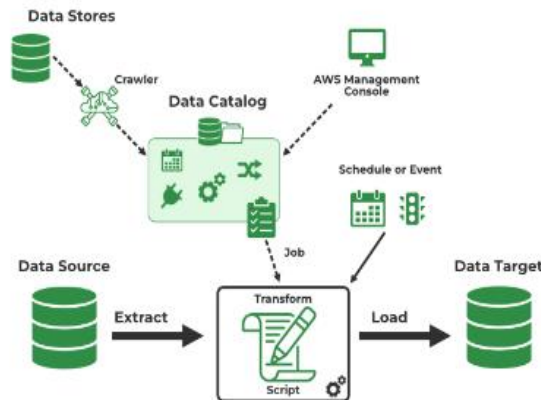 Data Stores
Crawler
AWS Management
Console
Data Catalog
Schedule or Event
Job
Data Source
Data Target
Extract
Transform
Load
Script